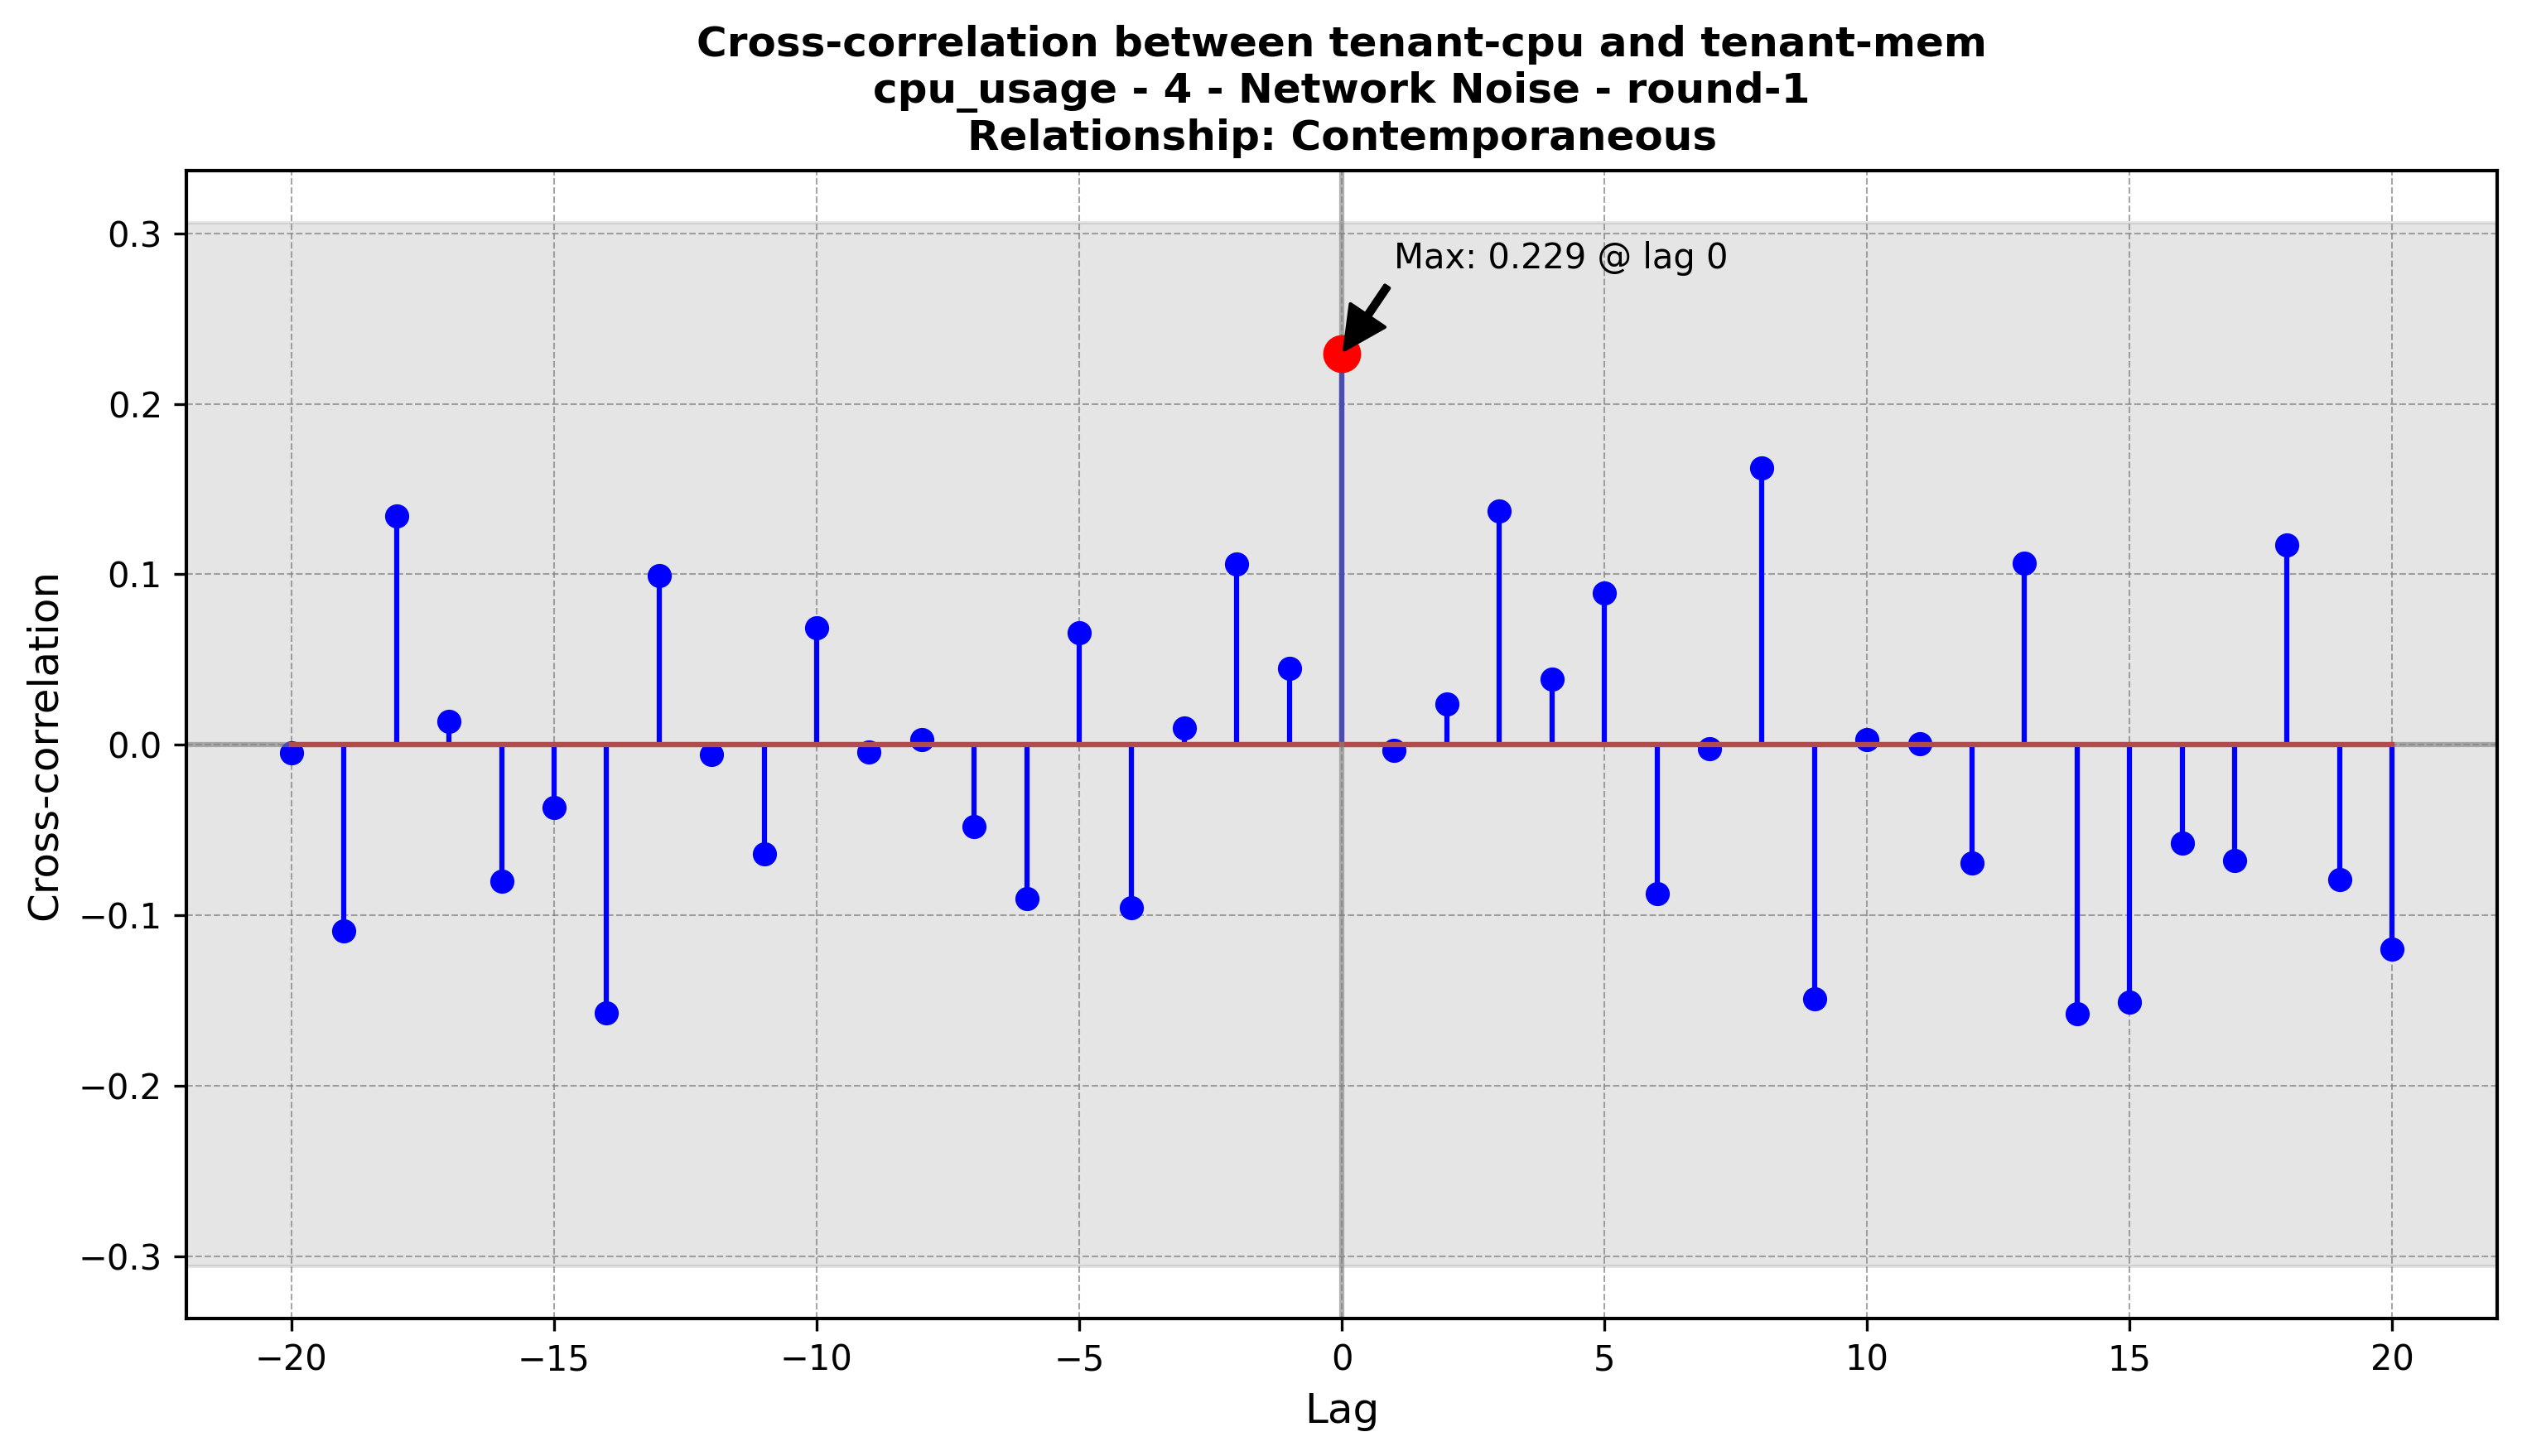 Cross-correlation between tenant-cpu and tenant-mem
cpu_usage - 4 - Network Noise - round-1
Relationship: Contemporaneous
Max: 0.229 @ lag 0
Cross-correlation
0.3
0.2
0.1
0.0
−0.1
−0.2
−0.3
−20
−15
−10
−5
0
5
10
15
20
Lag